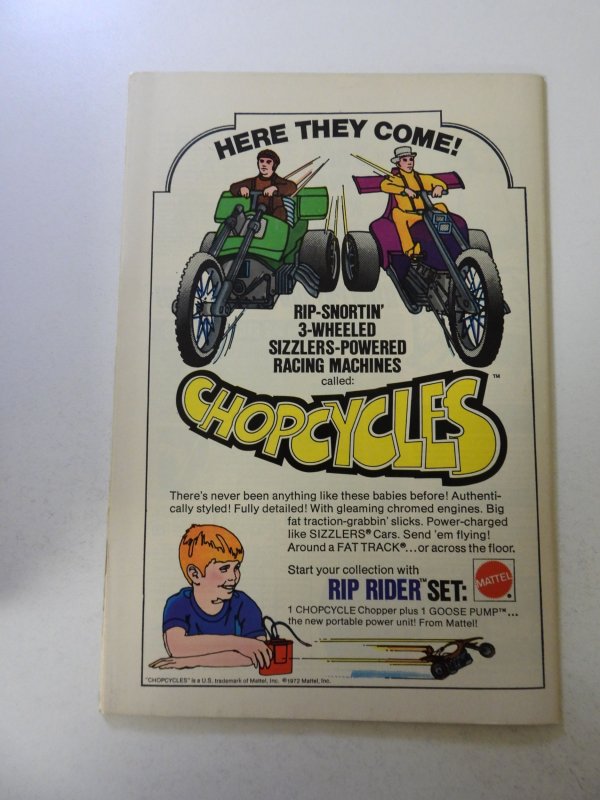 HERE THEY COME!
RIP-SNORTIN'
3-WHEELED
SIZZLERS-POWERED
RACING MACHINES
called:
CHOPCYCLES™
There's never been anything like these babies before! Authenti-
cally styled! Fully detailed! With gleaming chromed engines. Big
fat traction-grabbin' slicks. Power-charged
like SIZZLERS® Cars. Send 'em flying!
Around a FAT TRACK®...or across the floor.
Start your collection with
RIP RIDER™ SET:
MATTEL
1 CHOPCYCLE Chopper plus 1 GOOSE PUMP™...
the new portable power unit! From Mattel!
"CHOPCYCLES" is a U.S. trademark of Mattel, Inc. ©1972 Mattel, Inc.